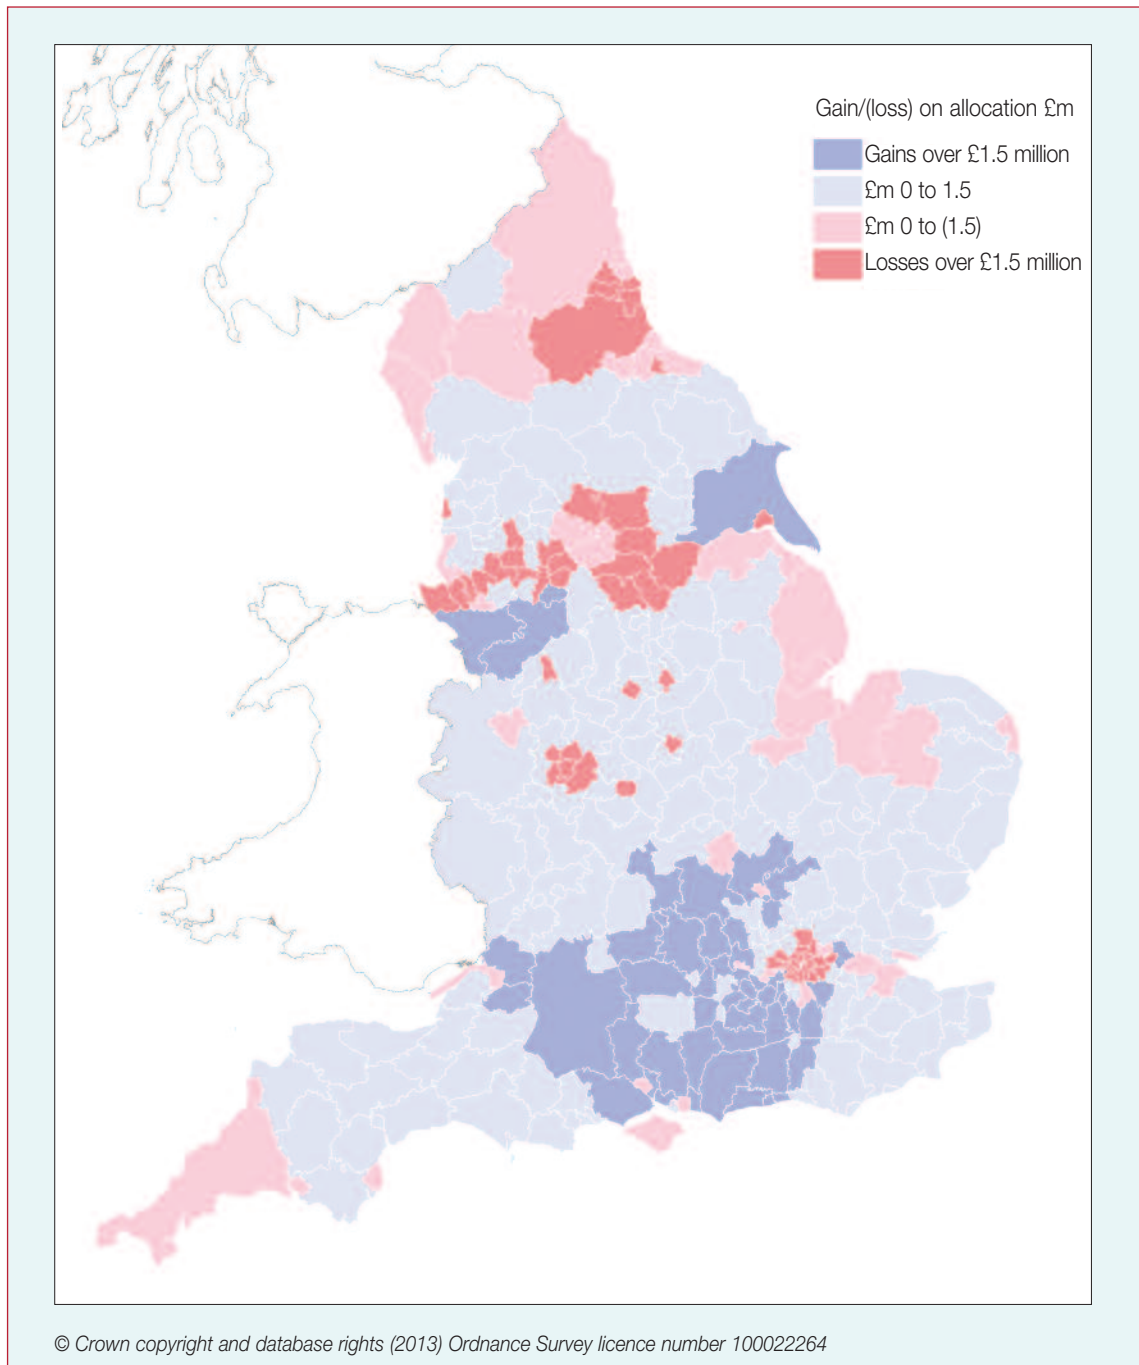 Gain/(loss) on allocation £m
Gains over £1.5 million
£m 0 to 1.5
£m 0 to (1.5)
Losses over £1.5 million
© Crown copyright and database rights (2013) Ordnance Survey licence number 100022264